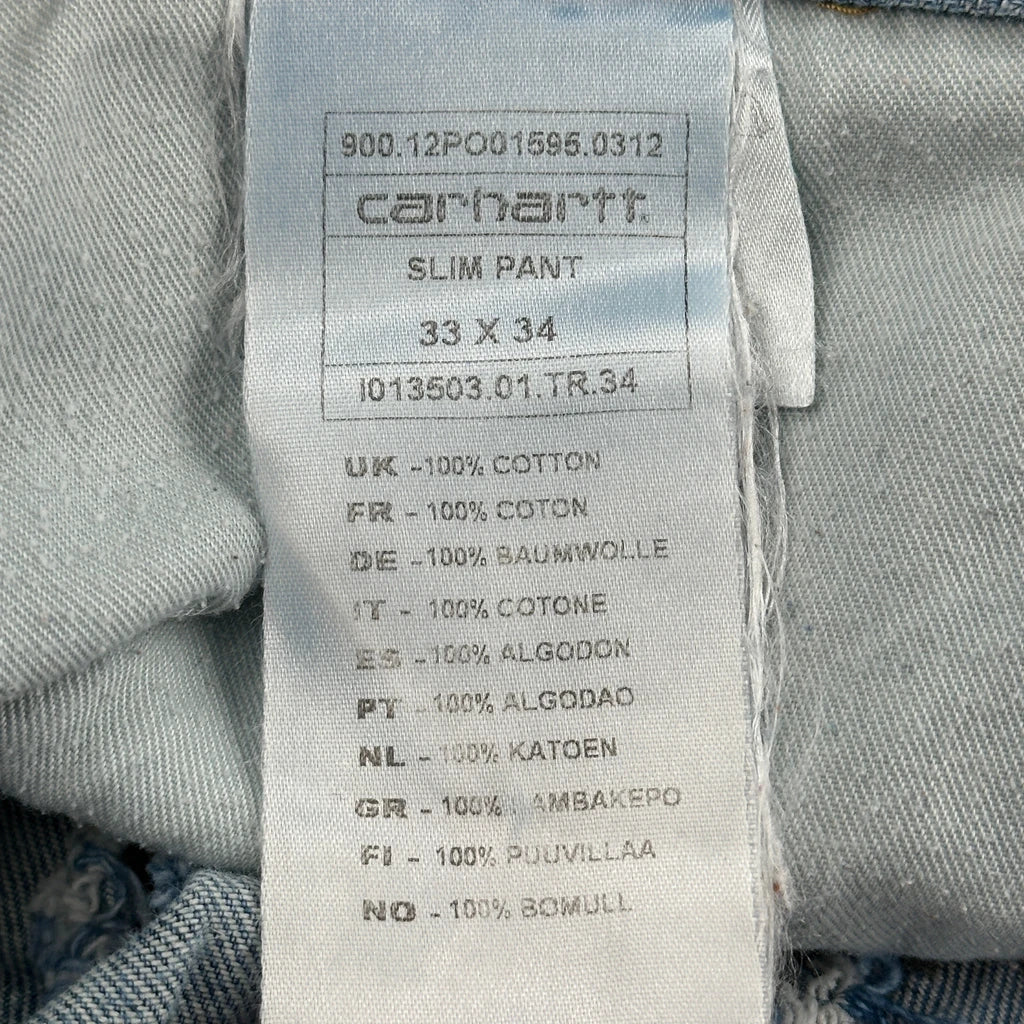 900.12PO01595.0312
carhartt
SLIM PANT
33 X 34
I013503.01.TR.34
UK -100% COTTON
FR - 100% COTON
DE -100% BAUMWOLLE
IT - 100% COTONE
ES -100% ALGODON
PT -100% ALGODAO
NL -100% KATOEN
GR - 100%
FI - 100% PUUVILLAA
NO - 100% BOMULL